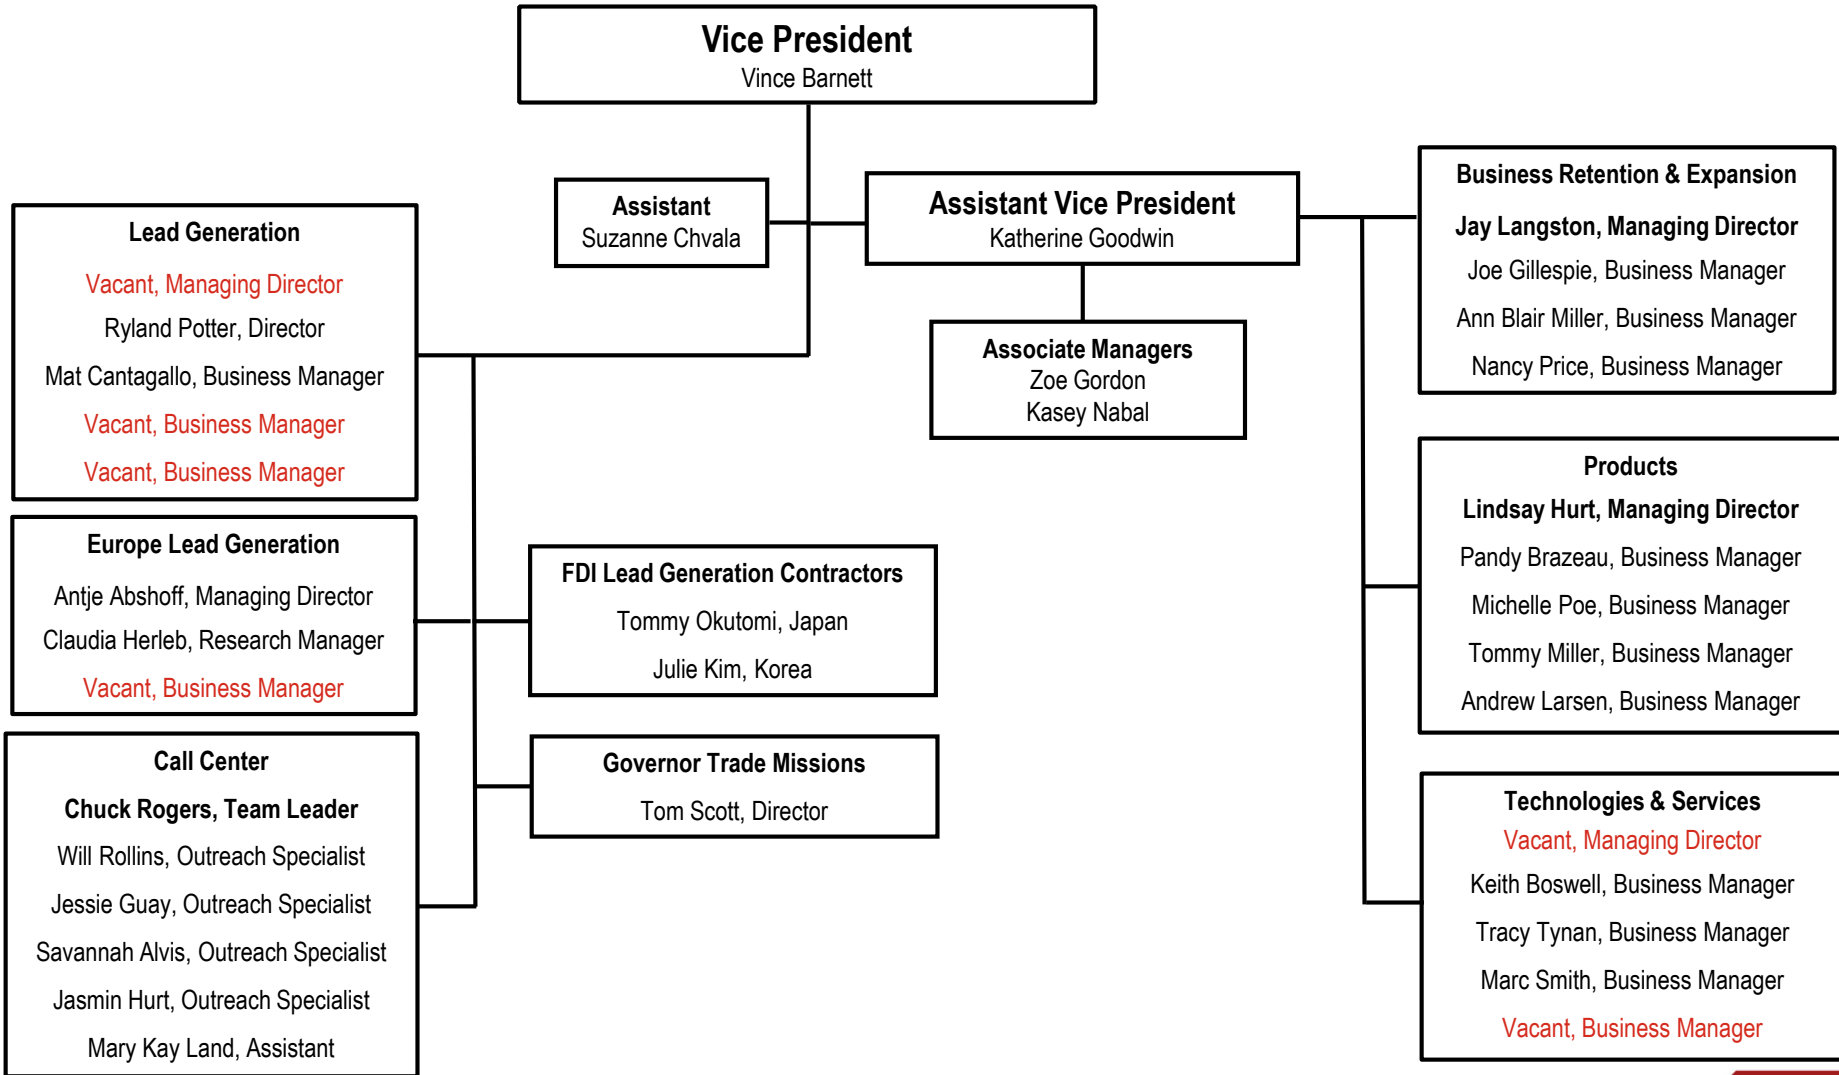 Vice President
Vince Barnett
Assistant
Suzanne Chvala
Assistant Vice President
Katherine Goodwin
Associate Managers
Zoe Gordon
Kasey Nabal
Lead Generation
Vacant, Managing Director
Ryland Potter, Director
Mat Cantagallo, Business Manager
Vacant, Business Manager
Vacant, Business Manager
Europe Lead Generation
Antje Abshoff, Managing Director
Claudia Herleb, Research Manager
Vacant, Business Manager
Call Center
Chuck Rogers, Team Leader
Will Rollins, Outreach Specialist
Jessie Guay, Outreach Specialist
Savannah Alvis, Outreach Specialist
Jasmin Hurt, Outreach Specialist
Mary Kay Land, Assistant
FDI Lead Generation Contractors
Tommy Okutomi, Japan
Julie Kim, Korea
Governor Trade Missions
Tom Scott, Director
Business Retention & Expansion
Jay Langston, Managing Director
Joe Gillespie, Business Manager
Ann Blair Miller, Business Manager
Nancy Price, Business Manager
Products
Lindsay Hurt, Managing Director
Pandy Brazeau, Business Manager
Michelle Poe, Business Manager
Tommy Miller, Business Manager
Andrew Larsen, Business Manager
Technologies & Services
Vacant, Managing Director
Keith Boswell, Business Manager
Tracy Tynan, Business Manager
Marc Smith, Business Manager
Vacant, Business Manager